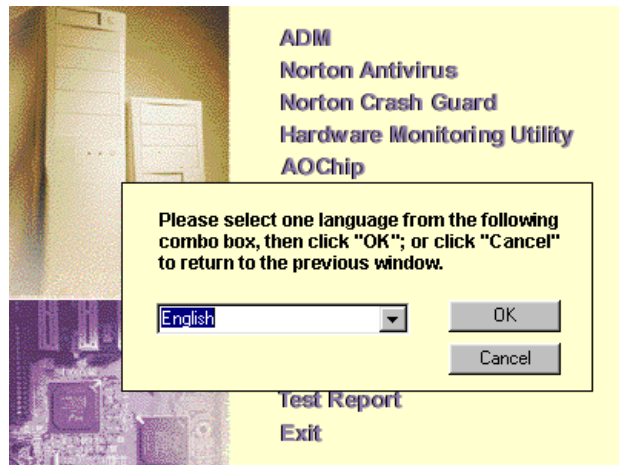 ADM
Norton Antivirus
Norton Crash Guard
Hardware Monitoring Utility
AOChip
Please select one language from the following
combo box, then click "OK"; or click "Cancel"
to return to the previous window.
English
OK
Cancel
Test Report
Exit